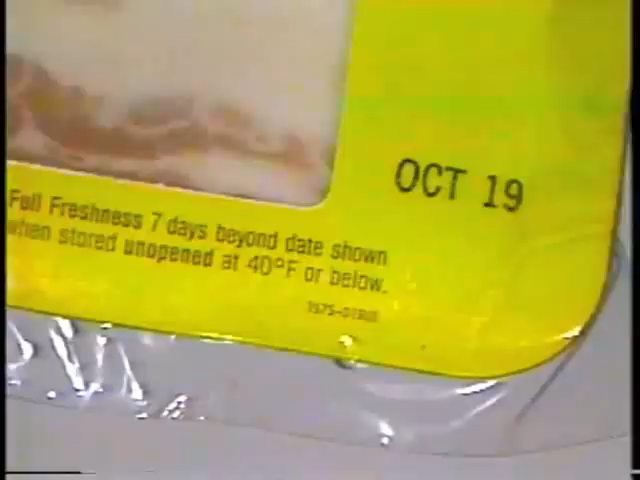 OCT 19
Full Freshness 7 days beyond date shown
when stored unopened at 40°F or below.